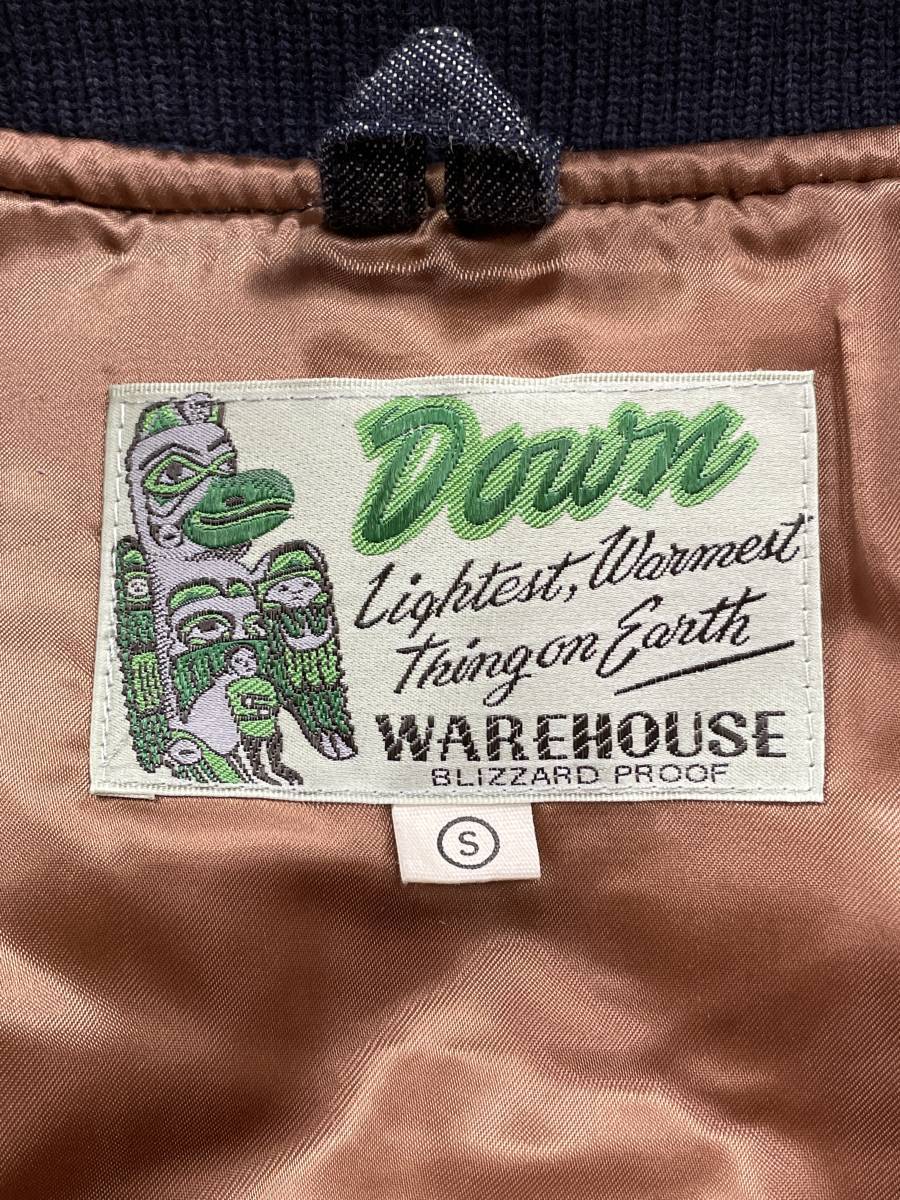 Down
Lightest, Warmest
Thing on Earth
WAREHOUSE
BLIZZARD PROOF
S